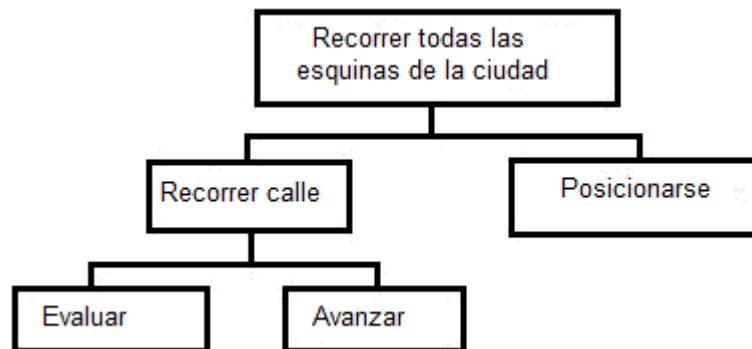 Recorrer todas las
esquinas de la ciudad
Recorrer calle
Posicionarse
Evaluar
Avanzar